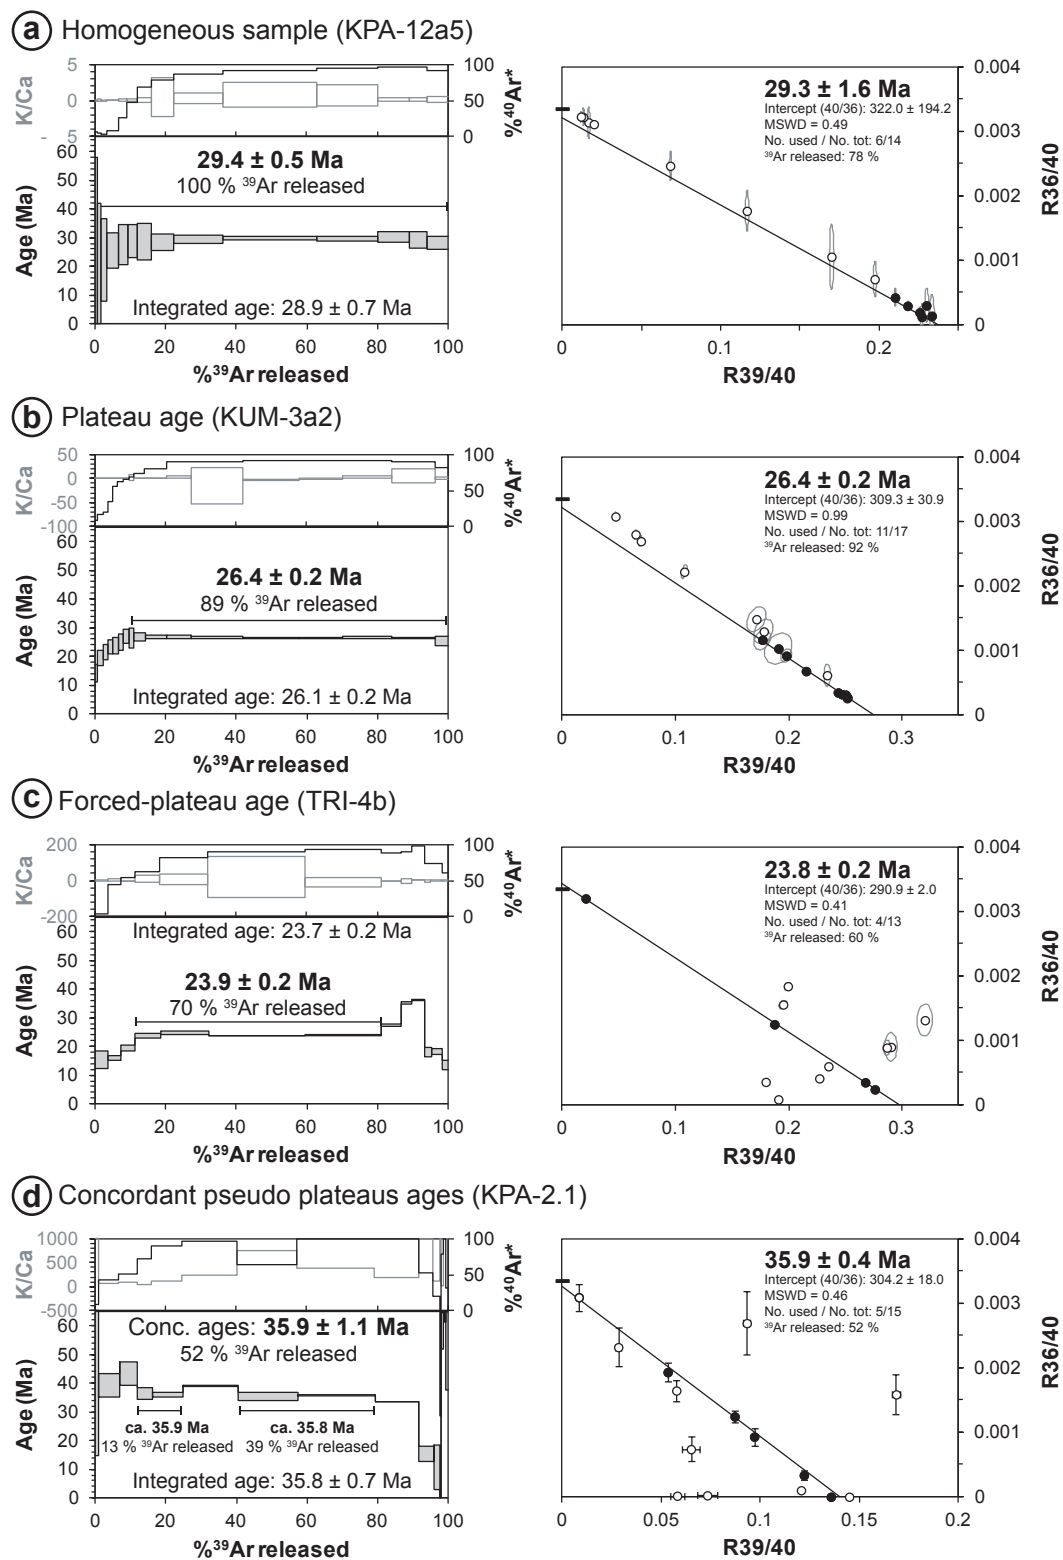 a Homogeneous sample (KPA-12a5)
5
0
- 5
K/Ca
100
50
0
%⁴⁰Ar*
60
50
40
30
20
10
0
Age (Ma)
29.4 ± 0.5 Ma
100 % ³⁹Ar released
Integrated age: 28.9 ± 0.7 Ma
0 20 40 60 80 100
%³⁹Ar released
29.3 ± 1.6 Ma
Intercept (40/36): 322.0 ± 194.2
MSWD = 0.49
No. used / No. tot: 6/14
³⁹Ar released: 78 %
0.004
0.003
0.002
0.001
0
R36/40
0 0.1 0.2
R39/40
b Plateau age (KUM-3a2)
50
0
-50
-100
K/Ca
100
50
0
%⁴⁰Ar*
60
50
40
30
20
10
0
Age (Ma)
26.4 ± 0.2 Ma
89 % ³⁹Ar released
Integrated age: 26.1 ± 0.2 Ma
0 20 40 60 80 100
%³⁹Ar released
26.4 ± 0.2 Ma
Intercept (40/36): 309.3 ± 30.9
MSWD = 0.99
No. used / No. tot: 11/17
³⁹Ar released: 92 %
0.004
0.003
0.002
0.001
0
R36/40
0 0.1 0.2 0.3
R39/40
c Forced-plateau age (TRI-4b)
200
0
-200
K/Ca
100
50
0
%⁴⁰Ar*
60
50
40
30
20
10
0
Age (Ma)
Integrated age: 23.7 ± 0.2 Ma
23.9 ± 0.2 Ma
70 % ³⁹Ar released
0 20 40 60 80 100
%³⁹Ar released
23.8 ± 0.2 Ma
Intercept (40/36): 290.9 ± 2.0
MSWD = 0.41
No. used / No. tot: 4/13
³⁹Ar released: 60 %
0.004
0.003
0.002
0.001
0
R36/40
0 0.1 0.2 0.3
R39/40
d Concordant pseudo plateaus ages (KPA-2.1)
1000
500
0
-500
K/Ca
100
50
0
%⁴⁰Ar*
60
50
40
30
20
10
0
Age (Ma)
Conc. ages: 35.9 ± 1.1 Ma
52 % ³⁹Ar released
ca. 35.9 Ma ca. 35.8 Ma
13 % ³⁹Ar released 39 % ³⁹Ar released
Integrated age: 35.8 ± 0.7 Ma
0 20 40 60 80 100
%³⁹Ar released
35.9 ± 0.4 Ma
Intercept (40/36): 304.2 ± 18.0
MSWD = 0.46
No. used / No. tot: 5/15
³⁹Ar released: 52 %
0.004
0.003
0.002
0.001
0
R36/40
0 0.05 0.1 0.15 0.2
R39/40